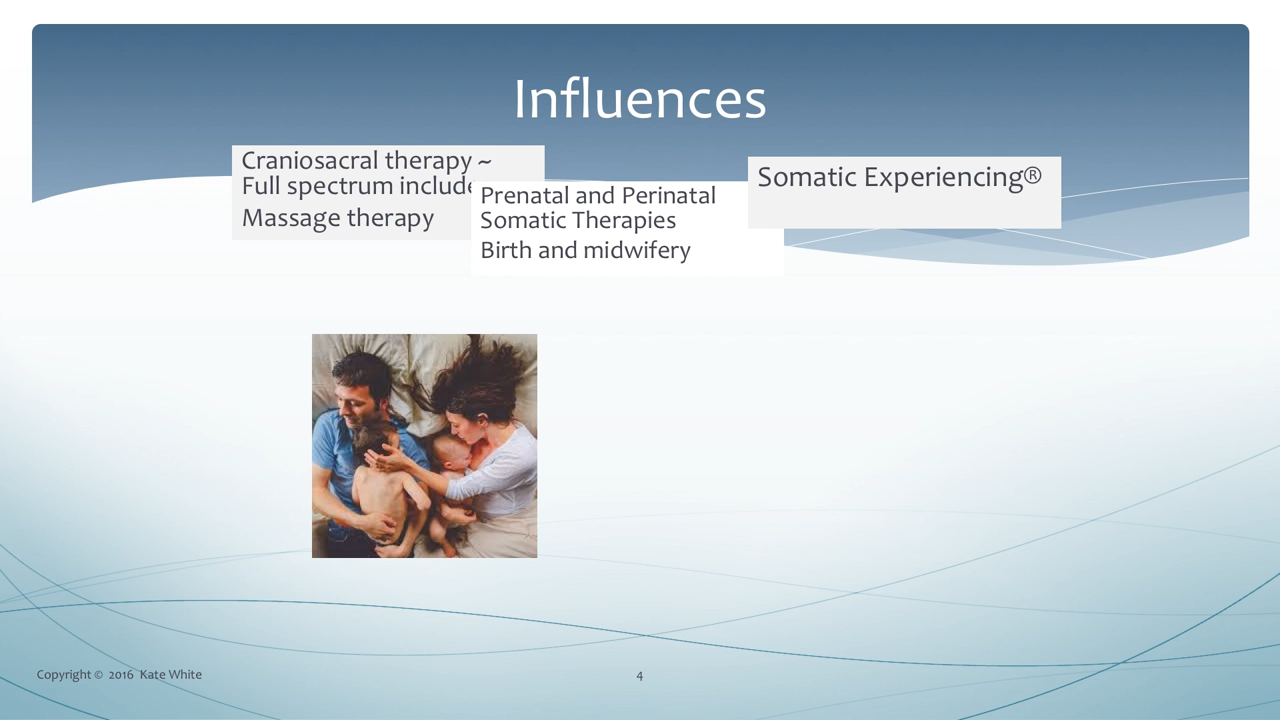 Influences
Craniosacral therapy ~
Full spectrum include
Massage therapy
Prenatal and Perinatal
Somatic Therapies
Birth and midwifery
Somatic Experiencing®
Copyright © 2016 Kate White
4